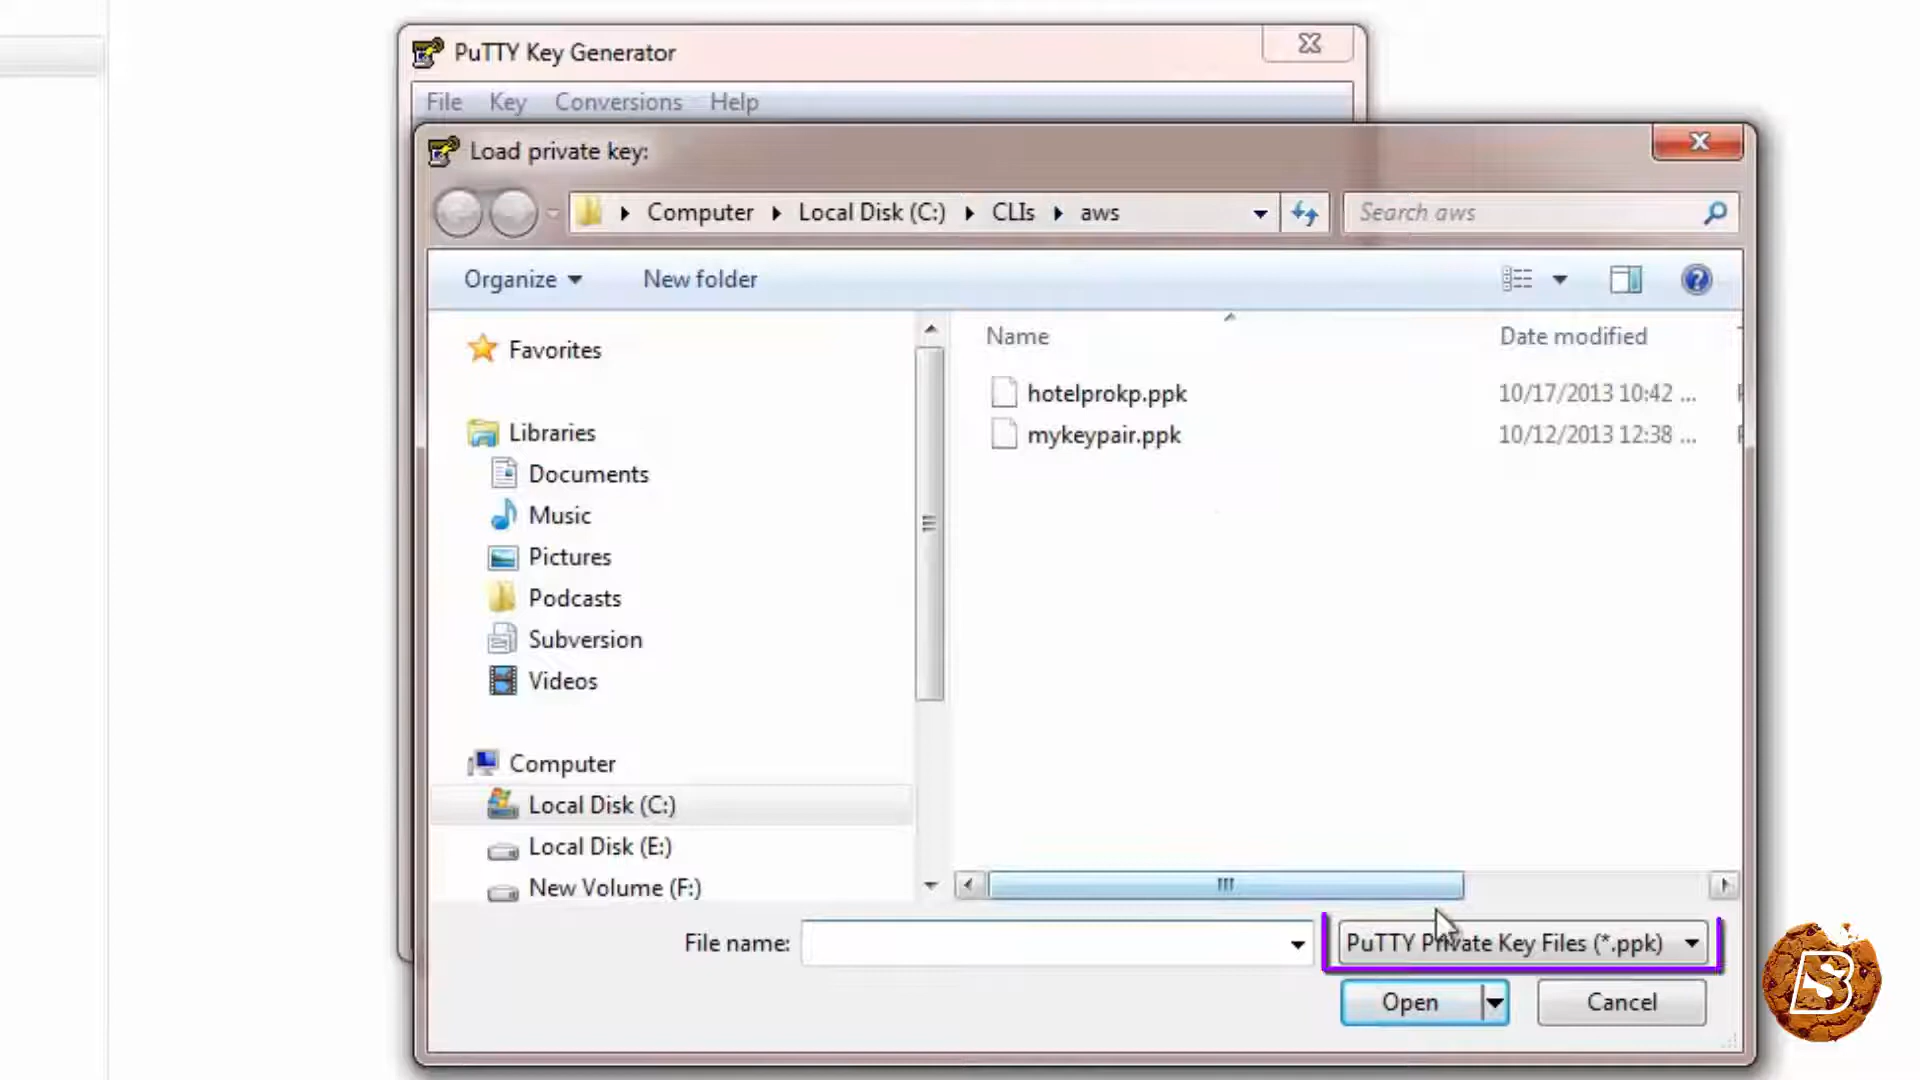 PuTTY Key Generator
File Key Conversions Help
Load private key:
Computer Local Disk (C:) CLIs aws
Search aws
Organize New folder
Name Date modified
Favorites
hotelprokp.ppk 10/17/2013 10:42 ...
Libraries
mykeypair.ppk 10/12/2013 12:38 ...
Documents
Music
Pictures
Podcasts
Subversion
Videos
Computer
Local Disk (C:)
Local Disk (E:)
New Volume (F:)
File name: PuTTY Private Key Files (*.ppk)
Open Cancel